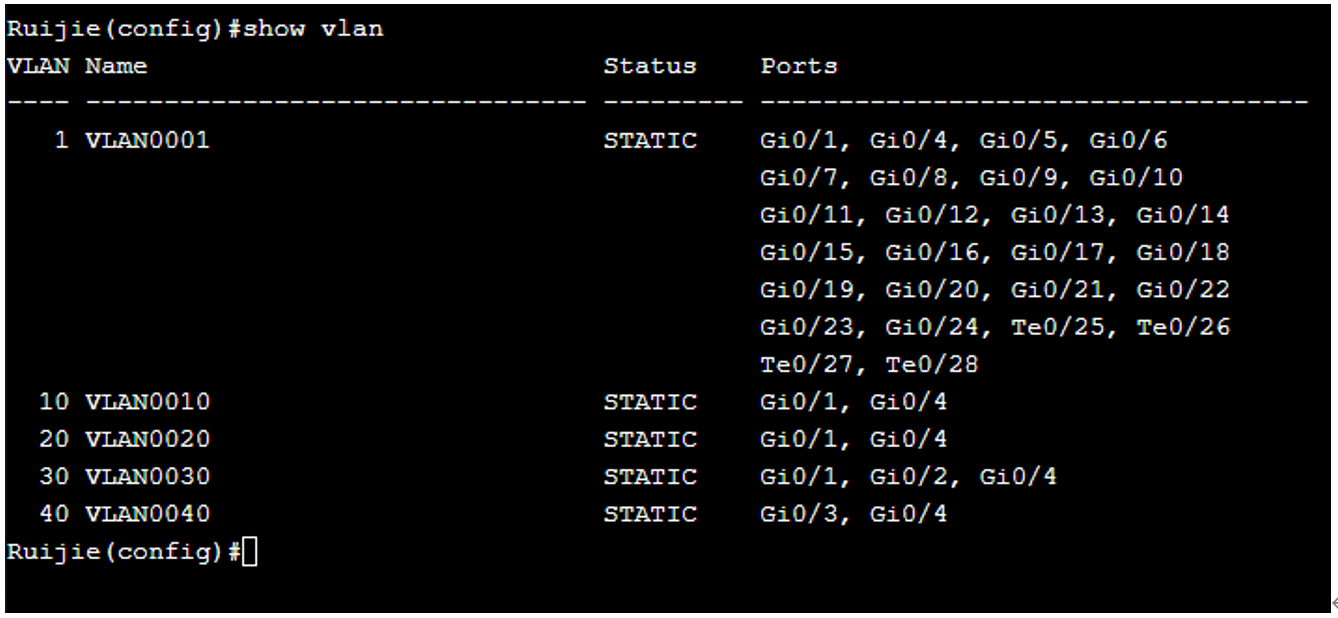 Ruijie(config)#show vlan
VLAN Name                             Status    Ports
---- -------------------------------- --------- -----------------------------------
   1 VLAN0001                         STATIC    Gi0/1, Gi0/4, Gi0/5, Gi0/6
                                                Gi0/7, Gi0/8, Gi0/9, Gi0/10
                                                Gi0/11, Gi0/12, Gi0/13, Gi0/14
                                                Gi0/15, Gi0/16, Gi0/17, Gi0/18
                                                Gi0/19, Gi0/20, Gi0/21, Gi0/22
                                                Gi0/23, Gi0/24, Te0/25, Te0/26
                                                Te0/27, Te0/28
  10 VLAN0010                         STATIC    Gi0/1, Gi0/4
  20 VLAN0020                         STATIC    Gi0/1, Gi0/4
  30 VLAN0030                         STATIC    Gi0/1, Gi0/2, Gi0/4
  40 VLAN0040                         STATIC    Gi0/3, Gi0/4
Ruijie(config)#